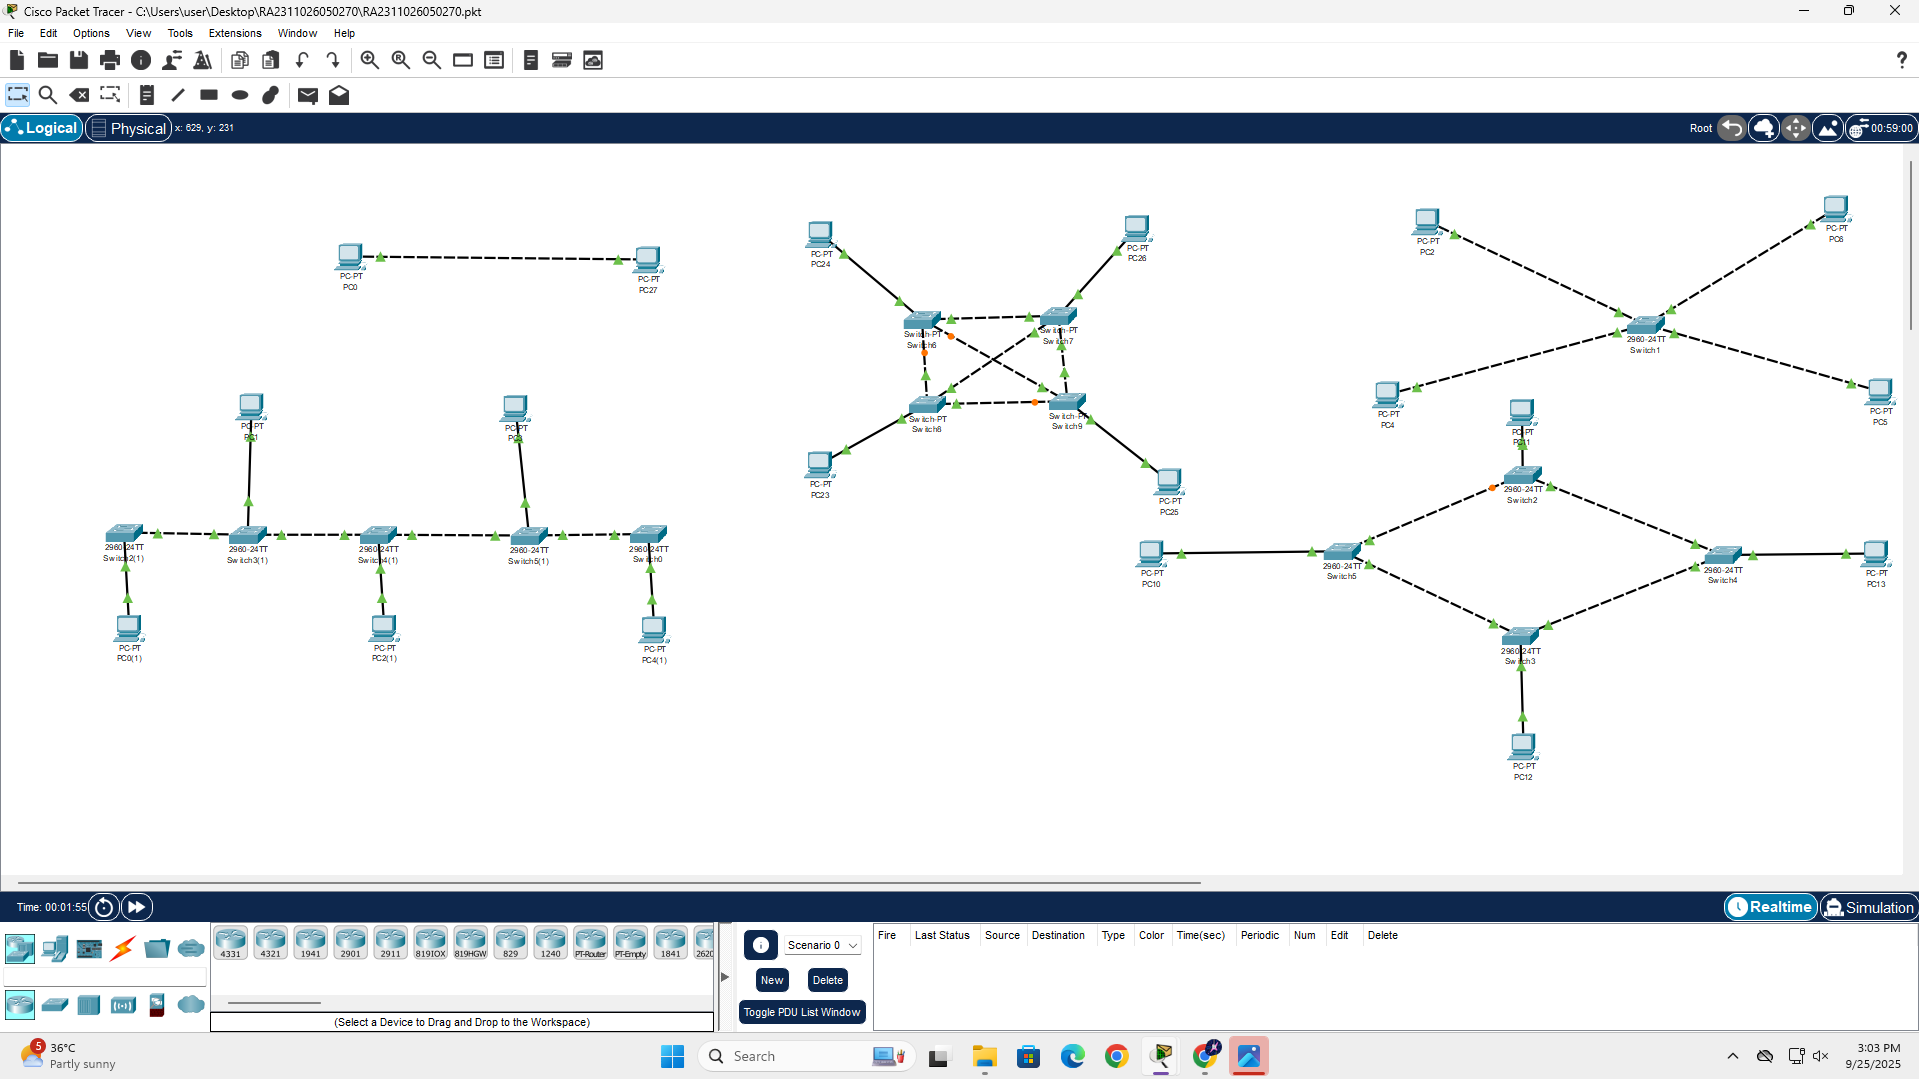 Cisco Packet Tracer - C:\Users\user\Desktop\RA2311026050270\RA2311026050270.pkt
File Edit Options View Tools Extensions Window Help
Logical Physical x: 629, y: 231 Root 00:59:00
PC-PT
PC0
PC-PT
PC27
PC-PT
PC1
PC-PT
PC3
2960-24TT
Switch2(1)
2960-24TT
Switch3(1)
2960-24TT
Switch4(1)
2960-24TT
Switch5(1)
2960-24TT
Switch0
PC-PT
PC0(1)
PC-PT
PC2(1)
PC-PT
PC4(1)
PC-PT
PC24
PC-PT
PC26
Switch-PT
Switch6
Switch-PT
Switch7
Switch-PT
Switch-PT
Switch9
PC-PT
PC23
PC-PT
PC25
PC-PT
PC2
PC-PT
2960-24TT
Switch1
PC-PT
PC4
PC-PT
PC5
PC-PT
PC11
2960-24TT
Switch2
PC-PT
PC10
2960-24TT
Switch5
2960-24TT
Switch4
PC-PT
PC13
2960-24TT
Switch3
PC-PT
PC12
Time: 00:01:55 Realtime Simulation
4331 4321 1941 2901 2911 819IOX 819HGW 829 1240 PT-Router PT-Empty 1841 2620
(Select a Device to Drag and Drop to the Workspace)
Scenario 0
New Delete
Toggle PDU List Window
Fire Last Status Source Destination Type Color Time(sec) Periodic Num Edit Delete
5
36°C
Partly sunny
Search
3:03 PM
9/25/2025